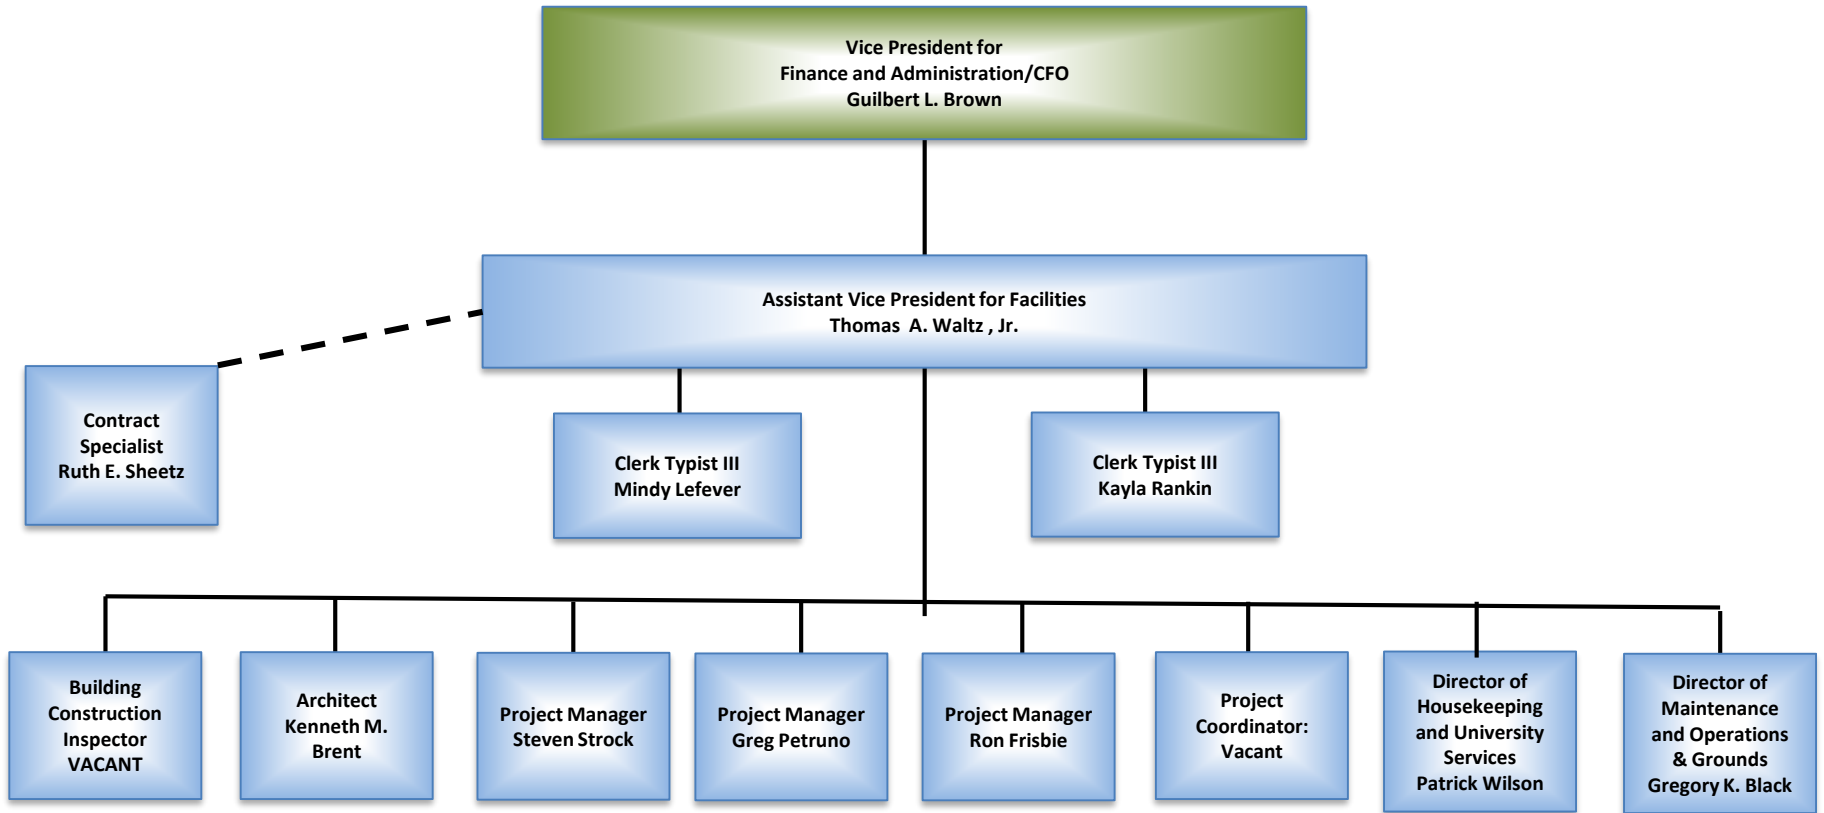 Vice President for
Finance and Administration/CFO
Guilbert L. Brown
Assistant Vice President for Facilities
Thomas  A. Waltz , Jr.
Contract
Specialist
Ruth E. Sheetz
Clerk Typist III
Mindy Lefever
Clerk Typist III
Kayla Rankin
Building
Construction
Inspector
VACANT
Architect
Kenneth M.
Brent
Project Manager
Steven Strock
Project Manager
Greg Petruno
Project Manager
Ron Frisbie
Project
Coordinator:
Vacant
Director of
Housekeeping
and University
Services
Patrick Wilson
Director of
Maintenance
and Operations
& Grounds
Gregory K. Black